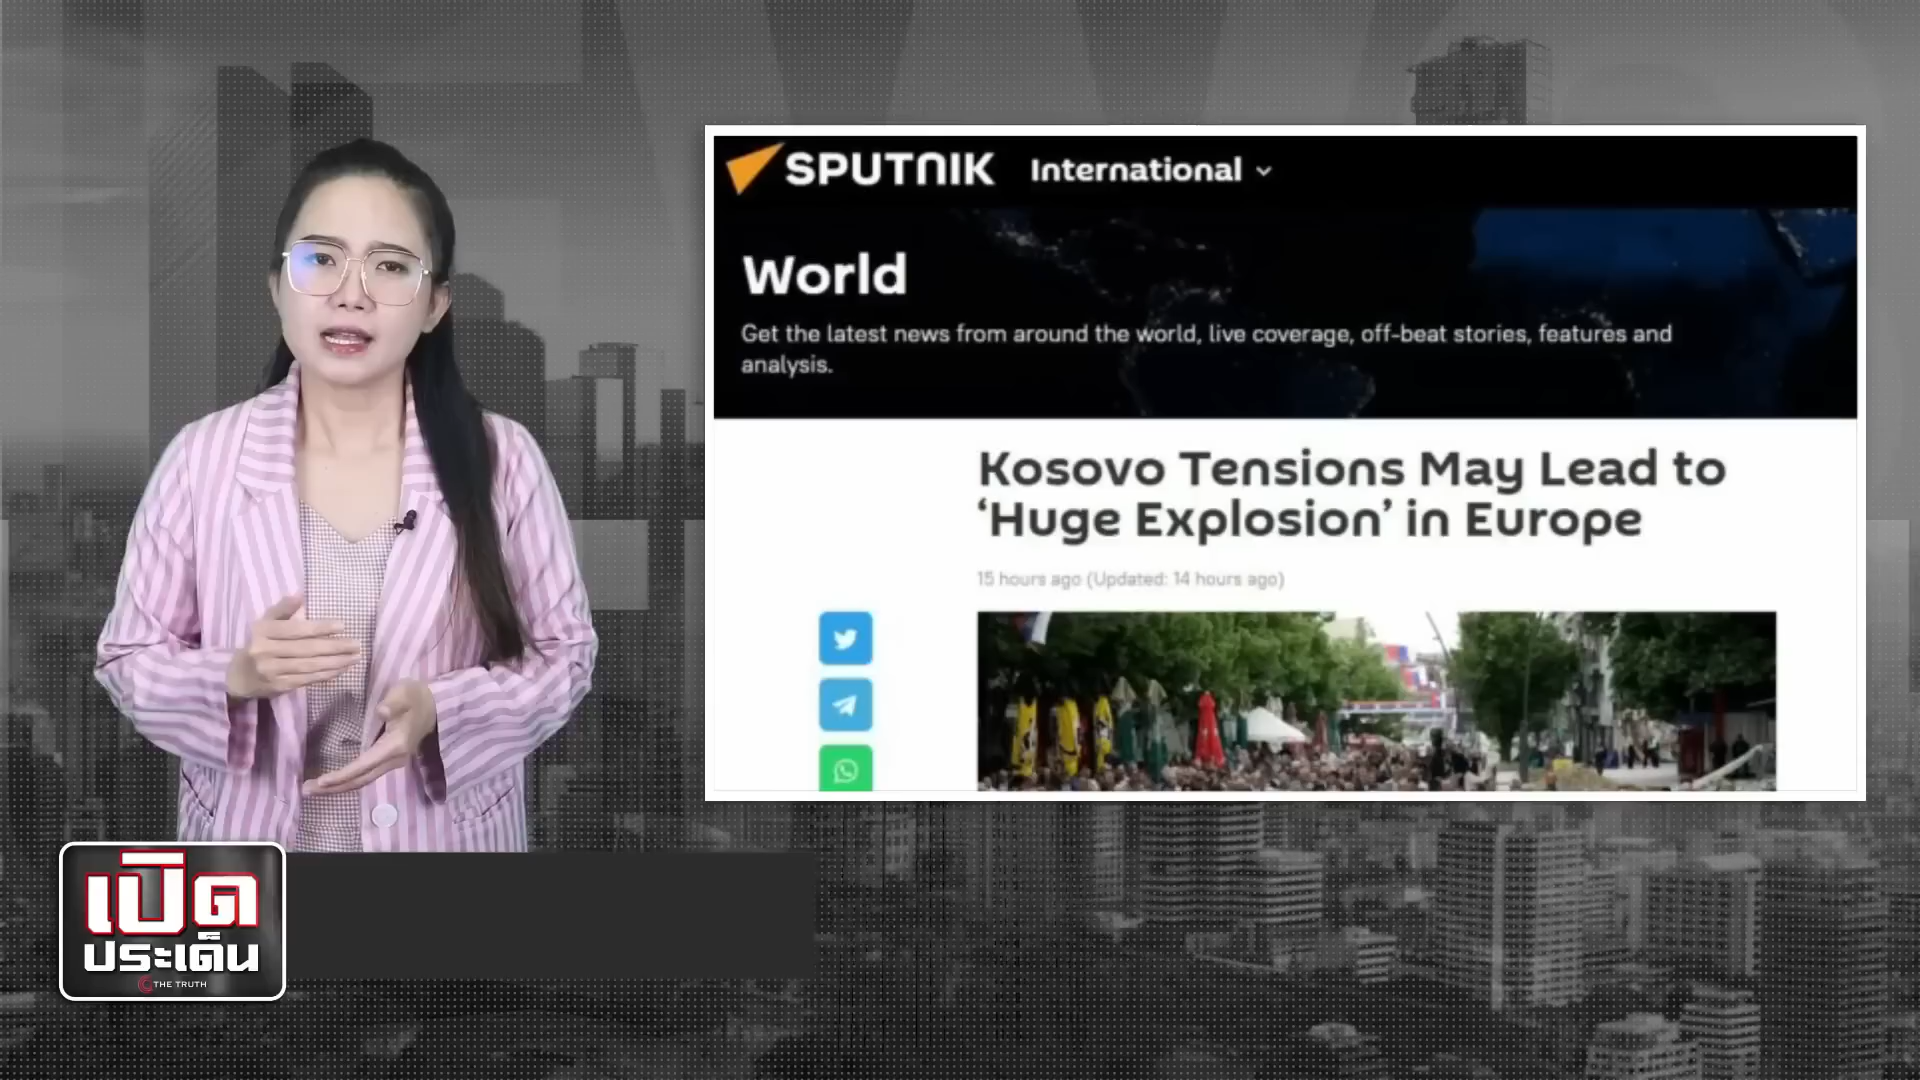 SPUTNIK International
World
Get the latest news from around the world, live coverage, off-beat stories, features and
analysis.
Kosovo Tensions May Lead to
‘Huge Explosion’ in Europe
15 hours ago (Updated: 14 hours ago)
เปิด
ประเด็น
THE TRUTH